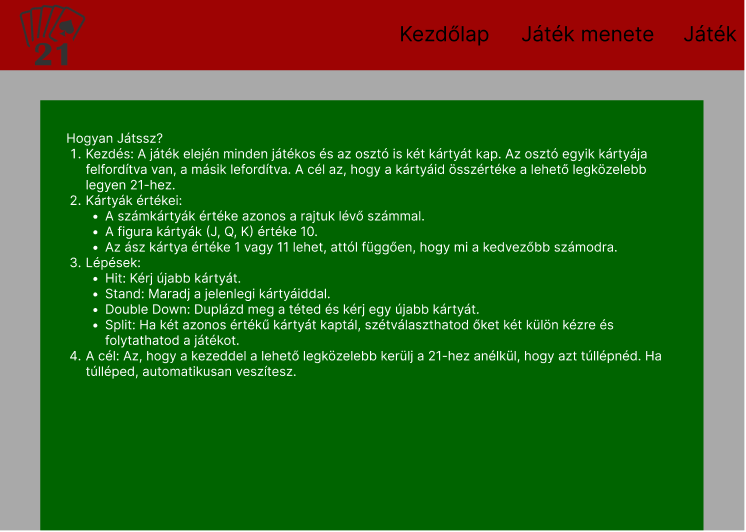 21
Kezdőlap Játék menete Játék
Hogyan Játssz?
1. Kezdés: A játék elején minden játékos és az osztó is két kártyát kap. Az osztó egyik kártyája
felfordítva van, a másik lefordítva. A cél az, hogy a kártyáid összértéke a lehető legközelebb
legyen 21-hez.
2. Kártyák értékei:
• A számkártyák értéke azonos a rajtuk lévő számmal.
• A figura kártyák (J, Q, K) értéke 10.
• Az ász kártya értéke 1 vagy 11 lehet, attól függően, hogy mi a kedvezőbb számodra.
3. Lépések:
• Hit: Kérj újabb kártyát.
• Stand: Maradj a jelenlegi kártyáiddal.
• Double Down: Duplázd meg a téted és kérj egy újabb kártyát.
• Split: Ha két azonos értékű kártyát kaptál, szétválaszthatod őket két külön kézre és
folytathatod a játékot.
4. A cél: Az, hogy a kezeddel a lehető legközelebb kerülj a 21-hez anélkül, hogy azt túllépnéd. Ha
túlléped, automatikusan veszítesz.